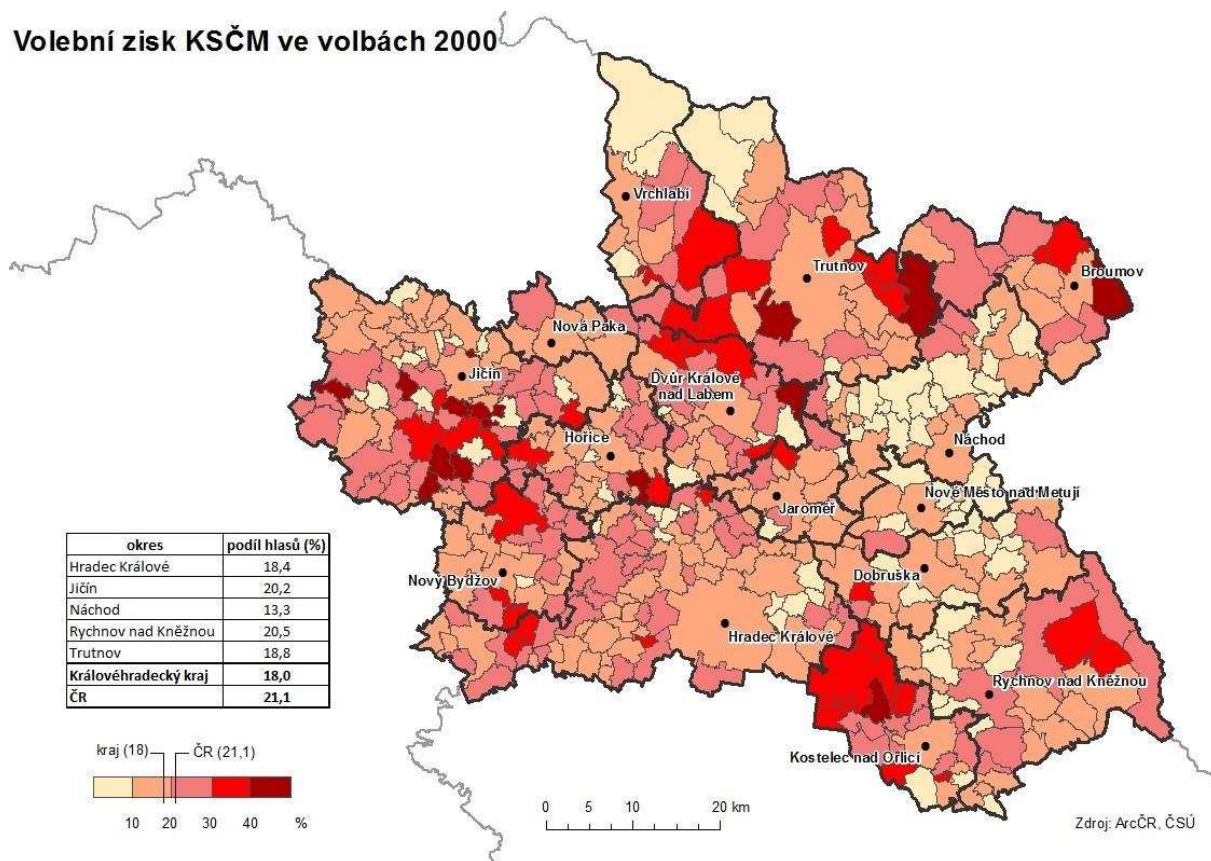 Volební zisk KSČM ve volbách 2000
Vrchlabí
Trutnov
Broumov
Nová Paka
Jičín
Dvůr Králové
nad Labem
Hořice
Náchod
Jaroměř
Nové Město nad Metují
Nový Bydžov
Dobruška
Hradec Králové
Rychnov nad Kněžnou
Kostelec nad Orlicí
okres podíl hlasů (%)
Hradec Králové 18,4
Jičín 20,2
Náchod 13,3
Rychnov nad Kněžnou 20,5
Trutnov 18,8
Královéhradecký kraj 18,0
ČR 21,1
kraj (18) ČR (21,1)
10 20 30 40 %
0 5 10 20 km
Zdroj: ArcČR, ČSÚ